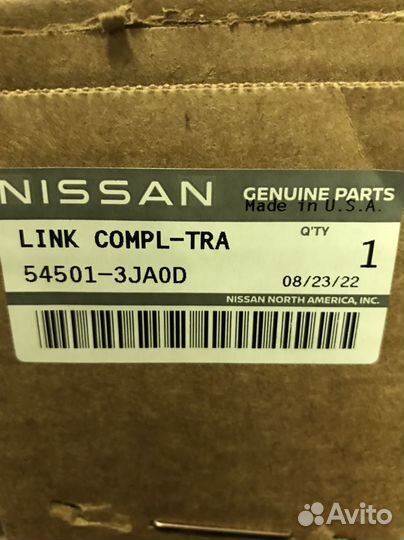 NISSAN GENUINE PARTS
Made in U.S.A.
LINK COMPL-TRA Q'TY
54501-3JA0D 1
08/23/22
NISSAN NORTH AMERICA, INC.
Avito